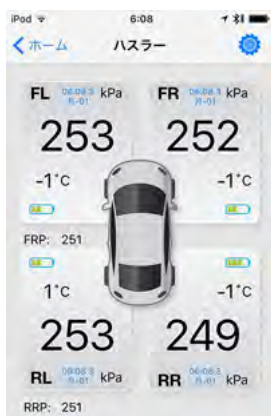 iPod 6:08
ホーム ハスラー
FL kPa FR kPa
253 252
-1°C -1°C
FRP: 251
1°C -1°C
253 249
RL kPa RR kPa
RRP: 251